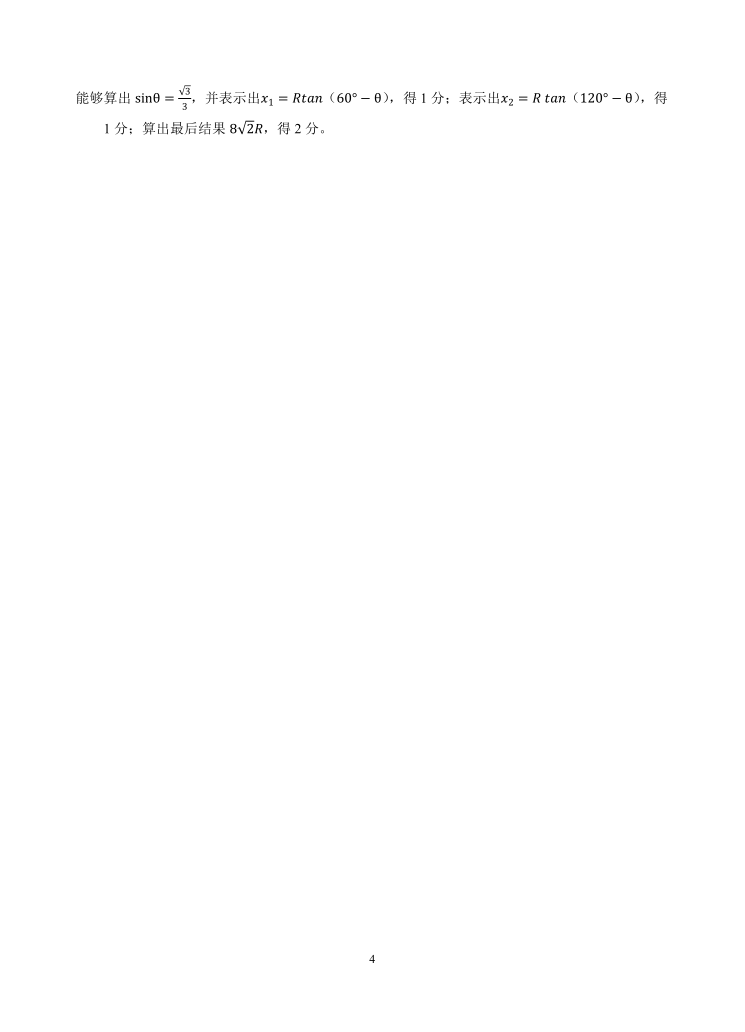 能够算出 sinθ = √3/3，并表示出x₁ = Rtan（60° − θ），得 1 分；表示出x₂ = R tan（120° − θ），得
1 分；算出最后结果 8√2R，得 2 分。
4